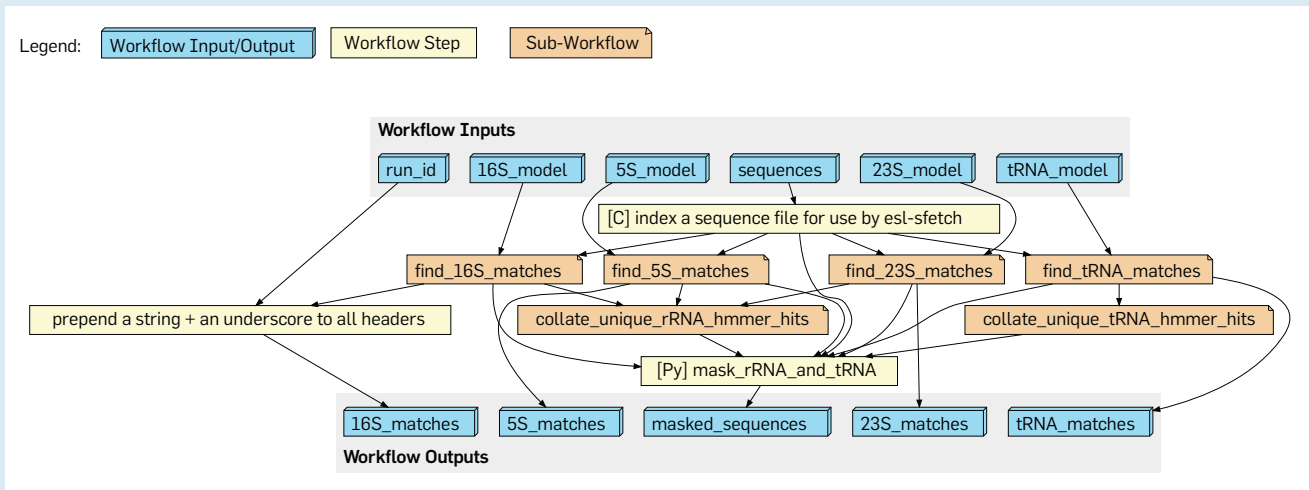 Legend:
Workflow Input/Output
Workflow Step
Sub-Workflow
Workflow Inputs
run_id
16S_model
5S_model
sequences
23S_model
tRNA_model
[C] index a sequence file for use by esl-sfetch
find_16S_matches
find_5S_matches
find_23S_matches
find_tRNA_matches
prepend a string + an underscore to all headers
collate_unique_rRNA_hmmer_hits
collate_unique_tRNA_hmmer_hits
[Py] mask_rRNA_and_tRNA
16S_matches
5S_matches
masked_sequences
23S_matches
tRNA_matches
Workflow Outputs